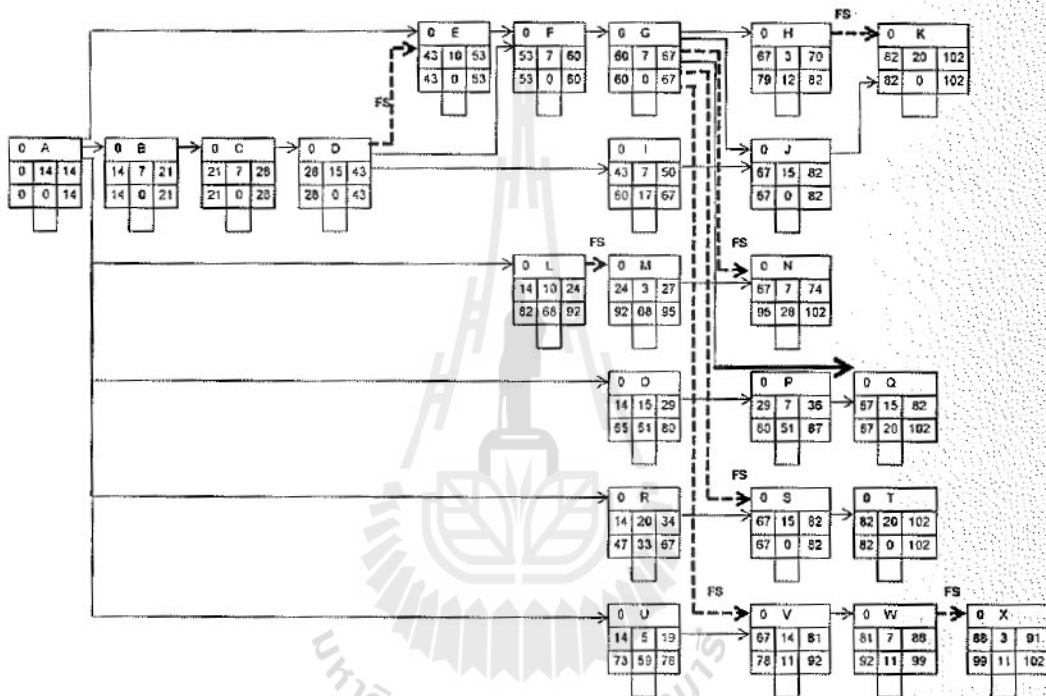 0 E
43 10 53
43 0 53
0 F
53 7 60
53 0 60
0 G
60 7 67
60 0 67
0 H
67 3 70
79 12 82
FS
0 K
82 20 102
82 0 102
FS
0 A
0 14 14
0 0 14
0 B
14 7 21
14 0 21
0 C
21 7 28
21 0 28
0 D
28 15 43
28 0 43
0 I
43 7 50
60 17 67
0 J
67 15 82
67 0 82
FS
FS
0 L
14 10 24
82 68 92
0 M
24 3 27
92 68 95
0 N
67 7 74
95 28 102
0 O
14 15 29
65 51 80
0 P
29 7 36
60 51 67
0 Q
67 15 82
67 20 102
FS
0 R
14 20 34
47 33 67
0 S
67 15 82
67 0 82
0 T
82 20 102
82 0 102
FS
FS
0 U
14 5 19
73 59 78
0 V
67 14 81
78 11 92
0 W
81 7 88
92 11 99
0 X
88 3 91
99 11 102